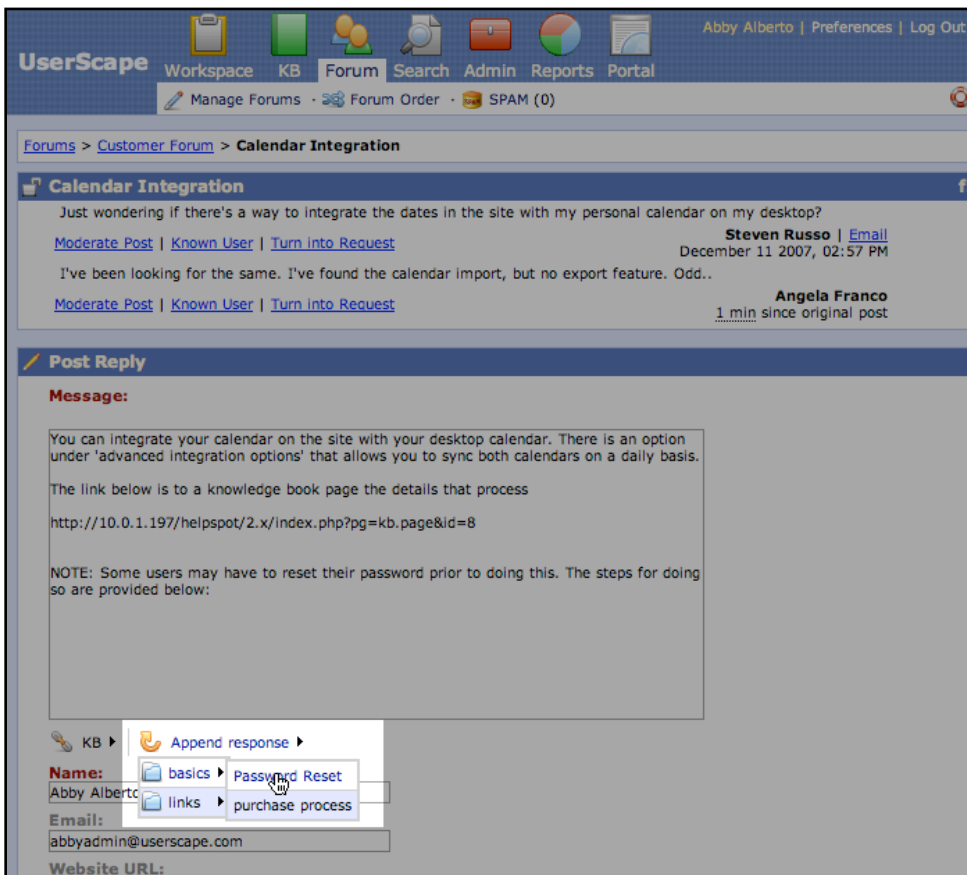 Abby Alberto | Preferences | Log Out
UserScape
Workspace KB Forum Search Admin Reports Portal
Manage Forums · Forum Order · SPAM (0)
Forums > Customer Forum > Calendar Integration
Calendar Integration
Just wondering if there's a way to integrate the dates in the site with my personal calendar on my desktop?
Moderate Post | Known User | Turn into Request
Steven Russo | Email
December 11 2007, 02:57 PM
I've been looking for the same. I've found the calendar import, but no export feature. Odd..
Moderate Post | Known User | Turn into Request
Angela Franco
1 min since original post
Post Reply
Message:
You can integrate your calendar on the site with your desktop calendar. There is an option
under 'advanced integration options' that allows you to sync both calendars on a daily basis.
The link below is to a knowledge book page the details that process
http://10.0.1.197/helpspot/2.x/index.php?pg=kb.page&id=8
NOTE: Some users may have to reset their password prior to doing this. The steps for doing
so are provided below:
KB
Append response
basics
Password Reset
links
purchase process
Name:
Abby Alberto
Email:
abbyadmin@userscape.com
Website URL: